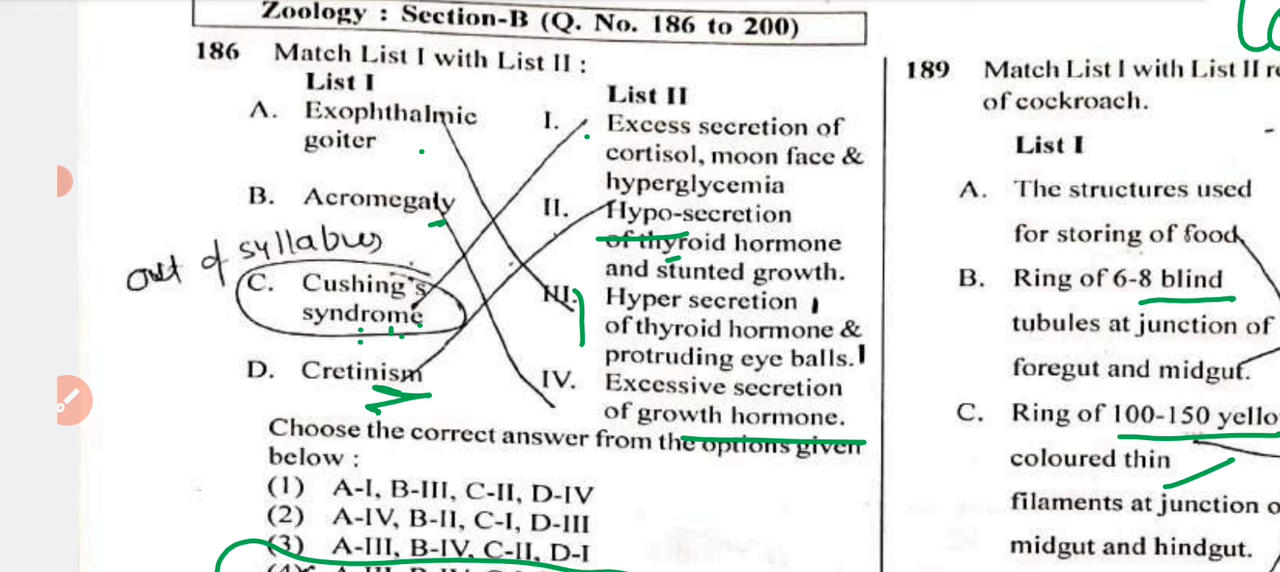 Zoology : Section-B (Q. No. 186 to 200)
186 Match List I with List II :
List I
List II
A. Exophthalmic
goiter
I. Excess secretion of
cortisol, moon face &
hyperglycemia
B. Acromegaly
II. Hypo-secretion
of thyroid hormone
and stunted growth.
out of syllabus
C. Cushing's
syndrome
III. Hyper secretion
of thyroid hormone &
protruding eye balls.
D. Cretinism
IV. Excessive secretion
of growth hormone.
Choose the correct answer from the options given
below :
(1) A-I, B-III, C-II, D-IV
(2) A-IV, B-II, C-I, D-III
(3) A-III, B-IV, C-II, D-I
189 Match List I with List II
of cockroach.
List I
A. The structures used
for storing of food
B. Ring of 6-8 blind
tubules at junction of
foregut and midgut.
C. Ring of 100-150 yello
coloured thin
filaments at junction o
midgut and hindgut.